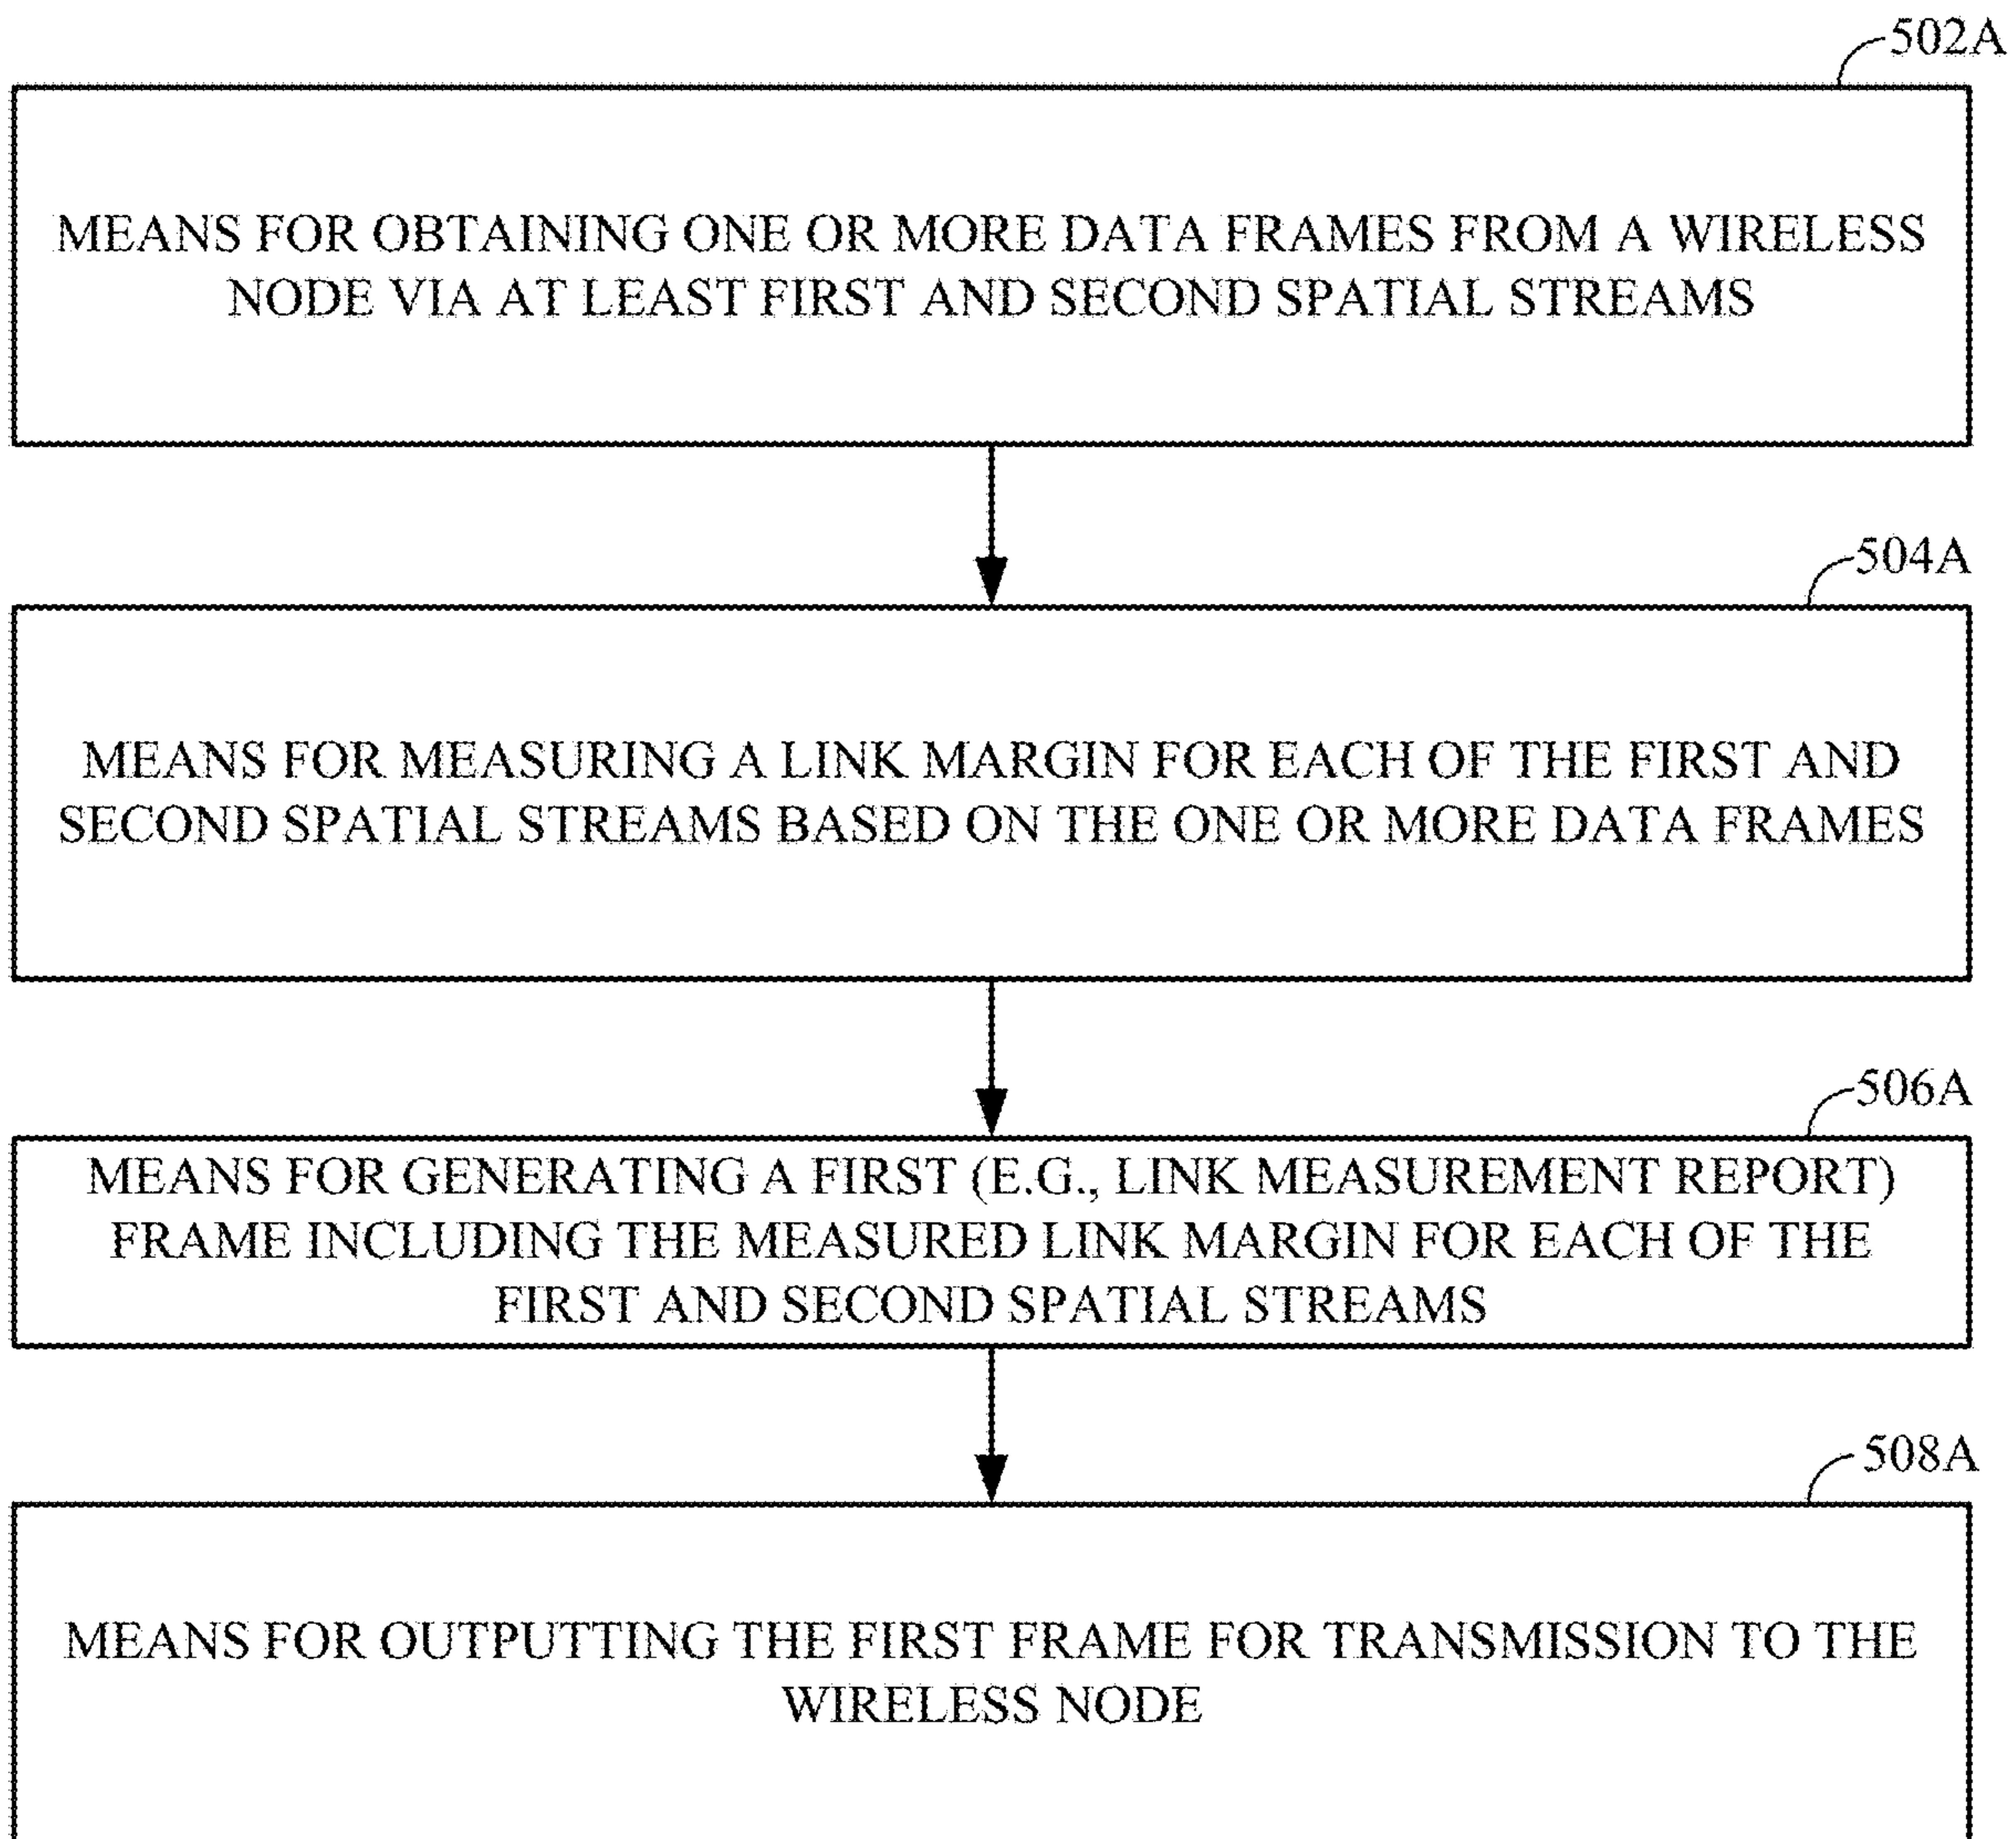 502A
MEANS FOR OBTAINING ONE OR MORE DATA FRAMES FROM A WIRELESS
NODE VIA AT LEAST FIRST AND SECOND SPATIAL STREAMS
504A
MEANS FOR MEASURING A LINK MARGIN FOR EACH OF THE FIRST AND
SECOND SPATIAL STREAMS BASED ON THE ONE OR MORE DATA FRAMES
506A
MEANS FOR GENERATING A FIRST (E.G., LINK MEASUREMENT REPORT)
FRAME INCLUDING THE MEASURED LINK MARGIN FOR EACH OF THE
FIRST AND SECOND SPATIAL STREAMS
508A
MEANS FOR OUTPUTTING THE FIRST FRAME FOR TRANSMISSION TO THE
WIRELESS NODE